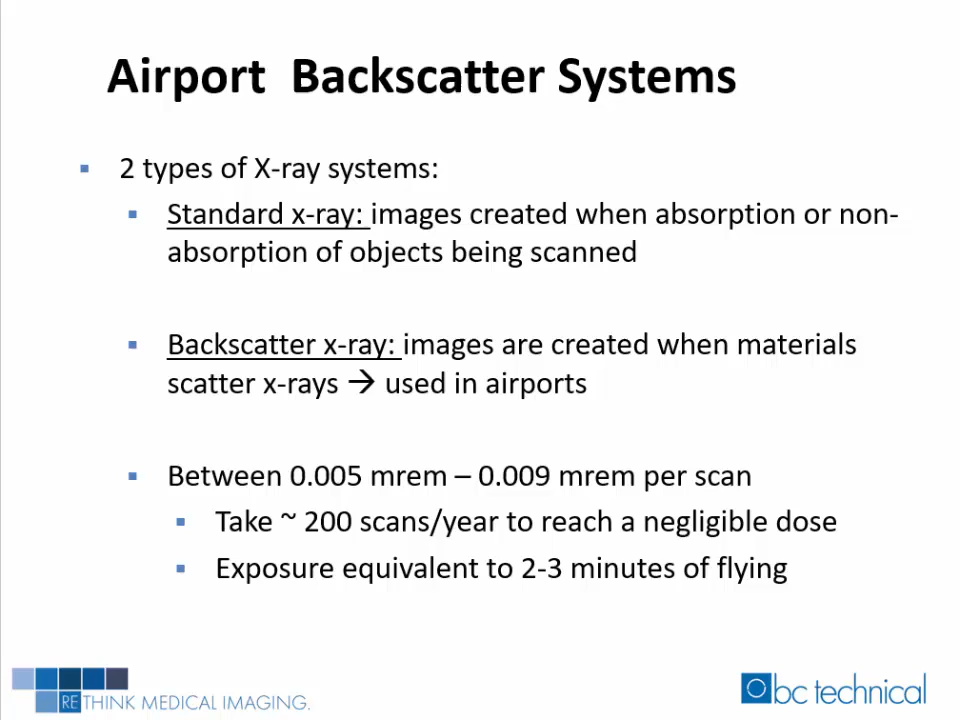 Airport  Backscatter Systems
2 types of X-ray systems:
Standard x-ray: images created when absorption or non-
absorption of objects being scanned
Backscatter x-ray: images are created when materials
scatter x-rays → used in airports
Between 0.005 mrem – 0.009 mrem per scan
Take ~ 200 scans/year to reach a negligible dose
Exposure equivalent to 2-3 minutes of flying
RETHINK MEDICAL IMAGING.
bc technical